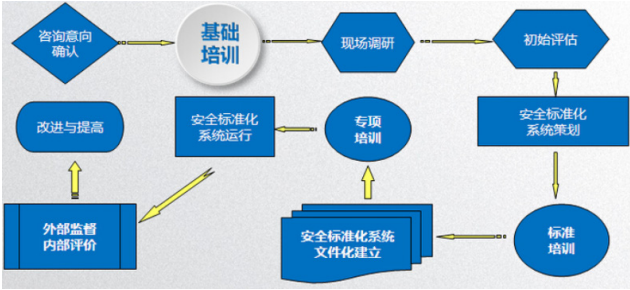 咨询意向
确认
基础
培训
现场调研
初始评估
安全标准化
系统策划
标准
培训
安全标准化系统
文件化建立
专项
培训
安全标准化
系统运行
外部监督
内部评价
改进与提高